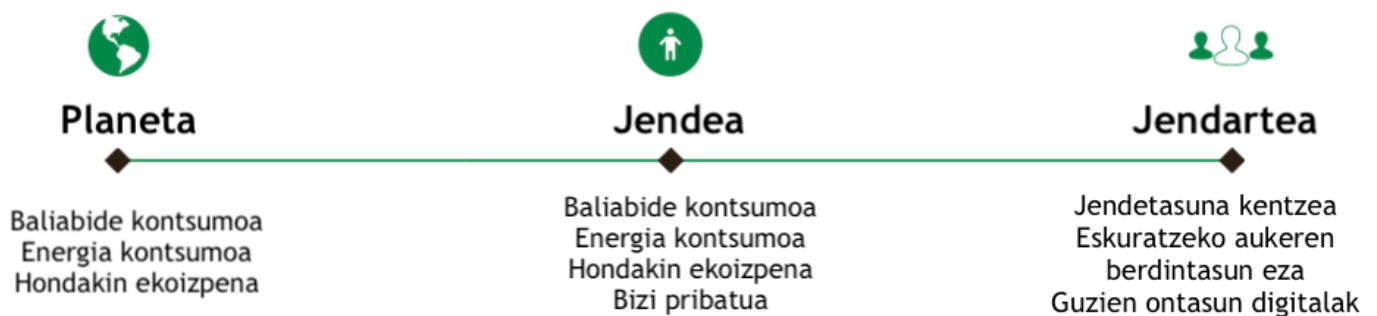 Planeta
Baliabide kontsumoa
Energia kontsumoa
Hondakin ekoizpena
Jendea
Baliabide kontsumoa
Energia kontsumoa
Hondakin ekoizpena
Bizi pribatua
Jendartea
Jendetasuna kentzea
Eskuratzeko aukeren
berdintasun eza
Guzien ontasun digitalak